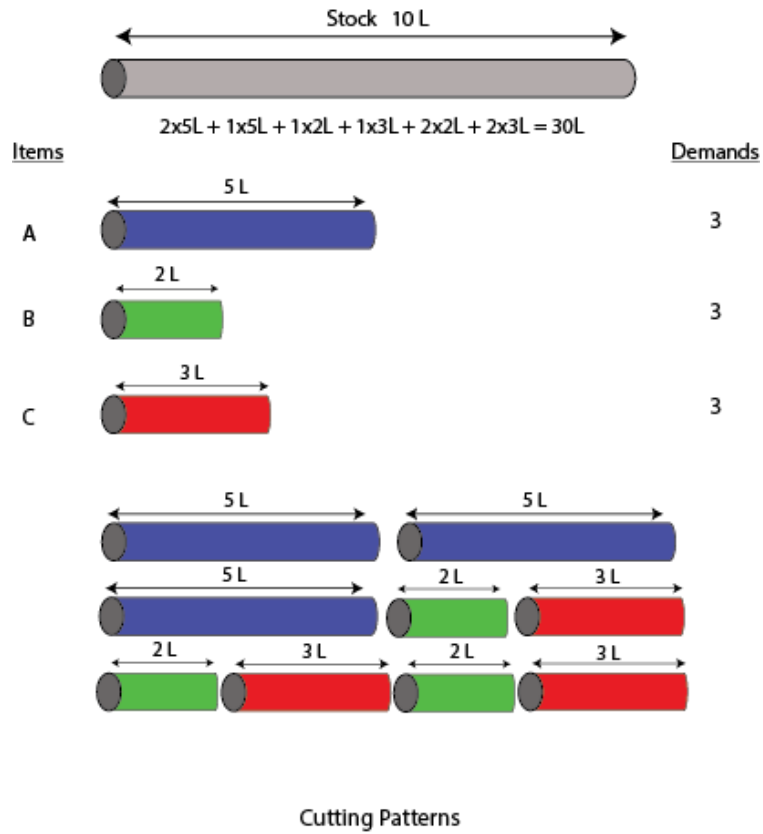 Stock 10 L
2x5L + 1x5L + 1x2L + 1x3L + 2x2L + 2x3L = 30L
Items Demands
5 L
A 3
2 L
B 3
3 L
C 3
5 L 5 L
5 L 2 L 3 L
2 L 3 L 2 L 3 L
Cutting Patterns